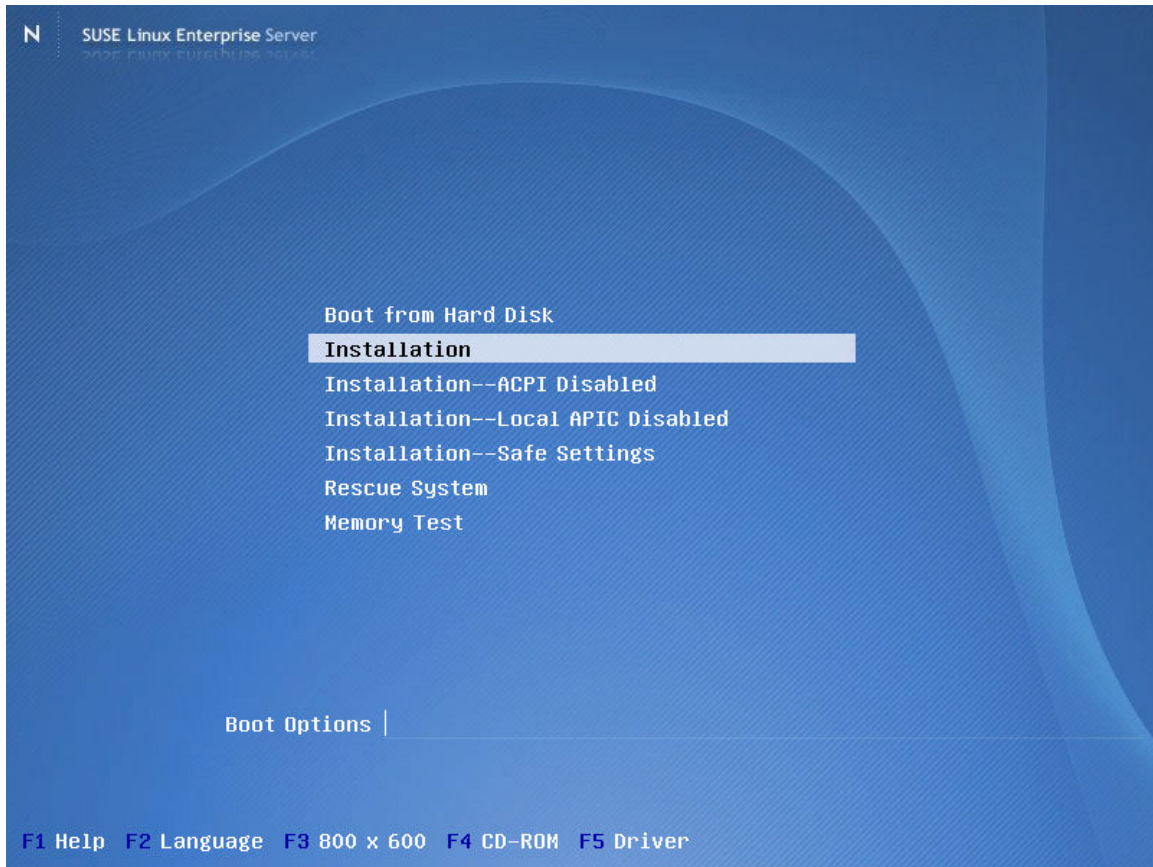 N SUSE Linux Enterprise Server
Boot from Hard Disk
Installation
Installation--ACPI Disabled
Installation--Local APIC Disabled
Installation--Safe Settings
Rescue System
Memory Test
Boot Options
F1 Help F2 Language F3 800 x 600 F4 CD-ROM F5 Driver